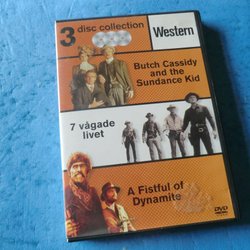 3 disc collection
Western
Butch Cassidy
and the
Sundance Kid
7 vågade
livet
A Fistful of
Dynamite
DVD